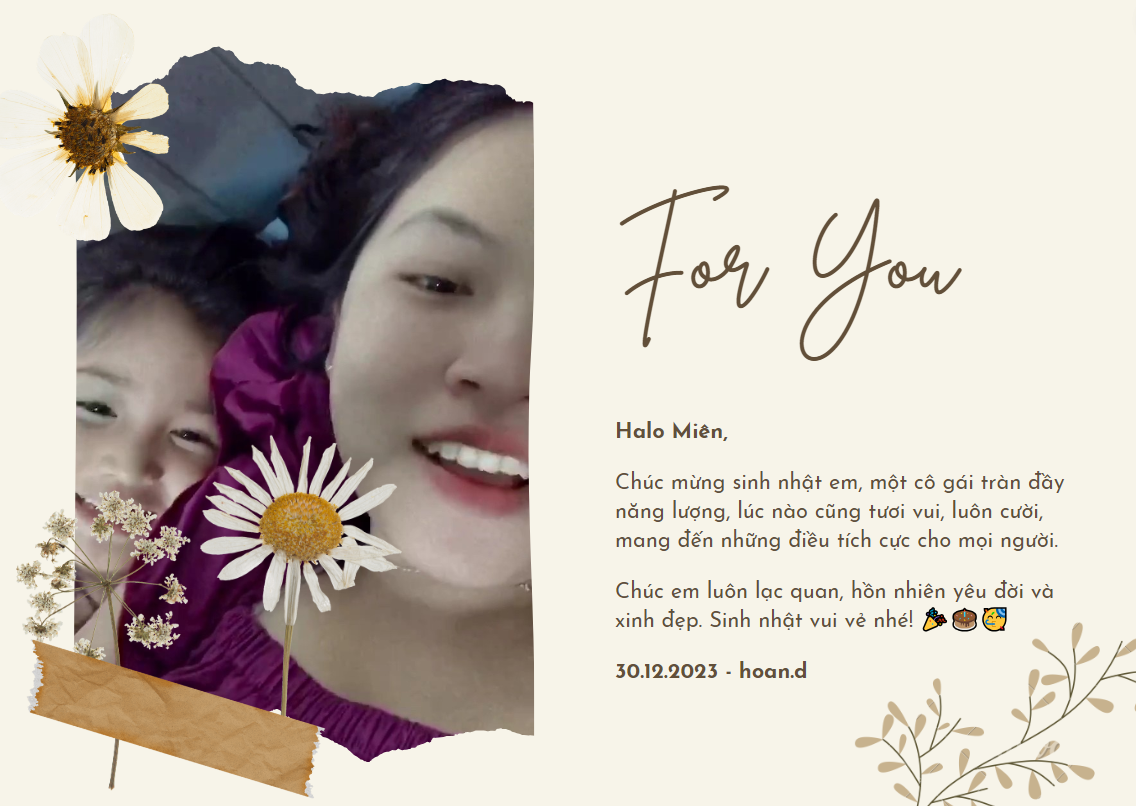 For You
Halo Miên,
Chúc mừng sinh nhật em, một cô gái tràn đầy
năng lượng, lúc nào cũng tươi vui, luôn cười,
mang đến những điều tích cực cho mọi người.
Chúc em luôn lạc quan, hồn nhiên yêu đời và
xinh đẹp. Sinh nhật vui vẻ nhé! 🎉🎂🥳
30.12.2023 - hoan.d